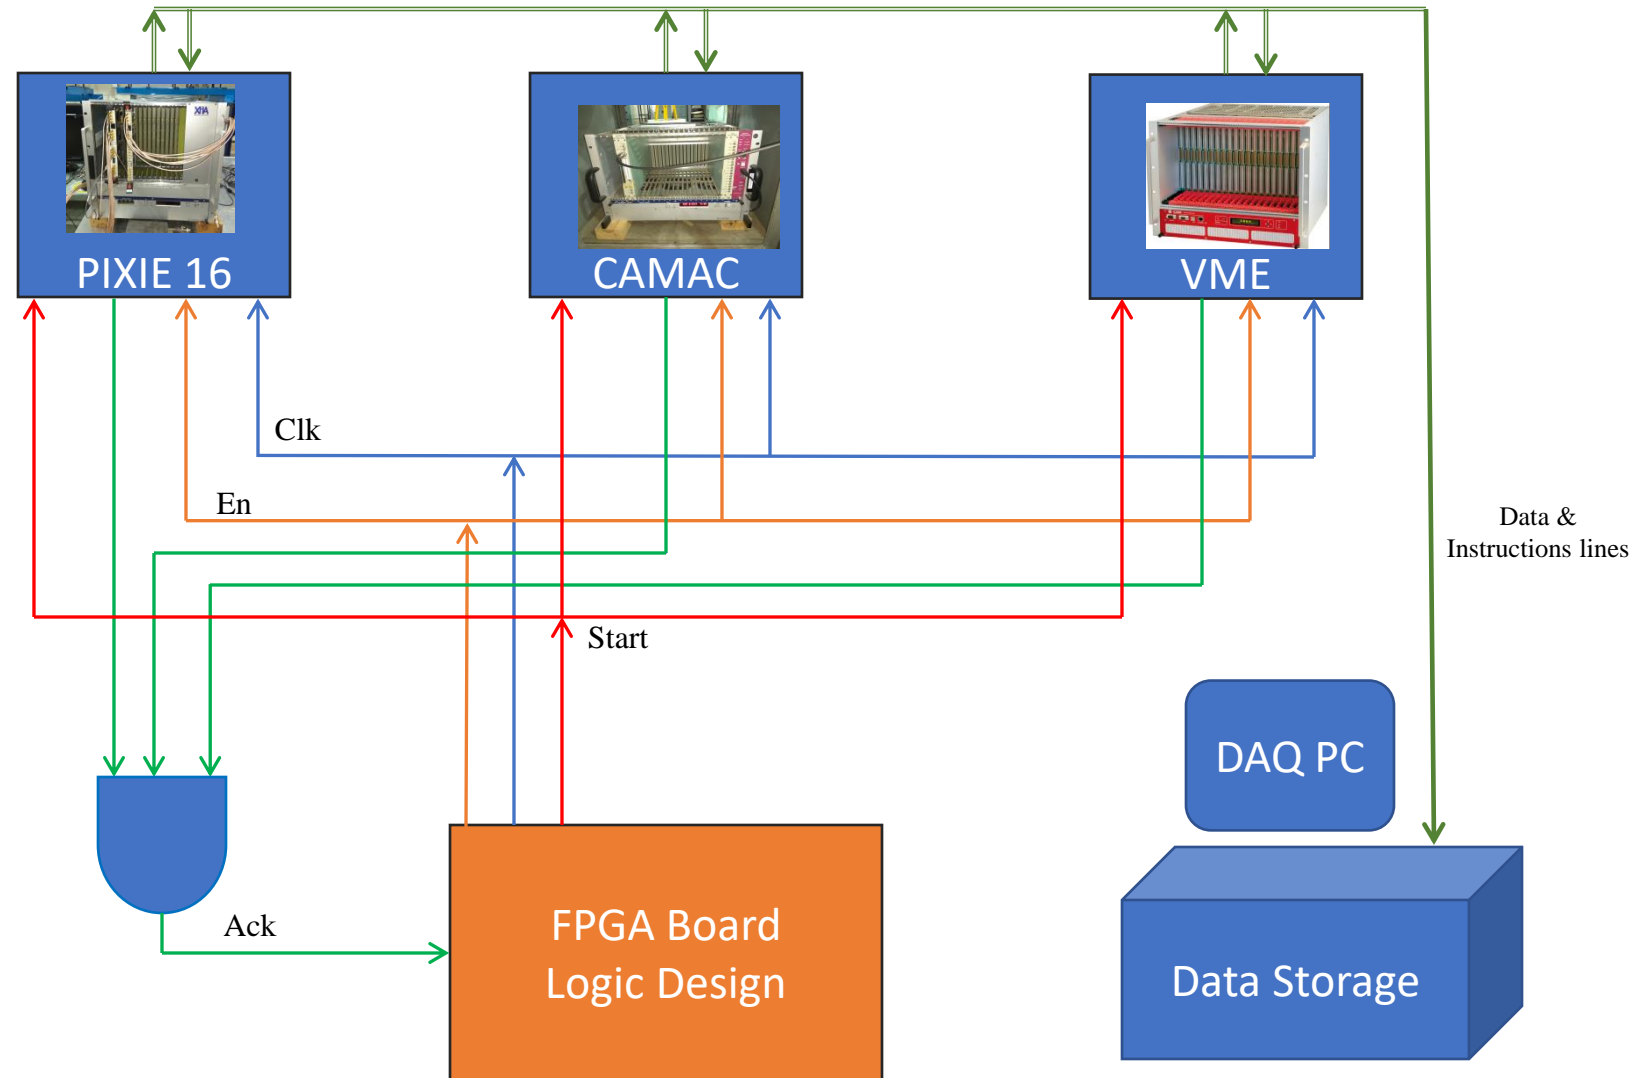 XIA
PIXIE 16
CAMAC
VME
Clk
En
Data &
Instructions lines
Start
DAQ PC
Ack
FPGA Board
Logic Design
Data Storage